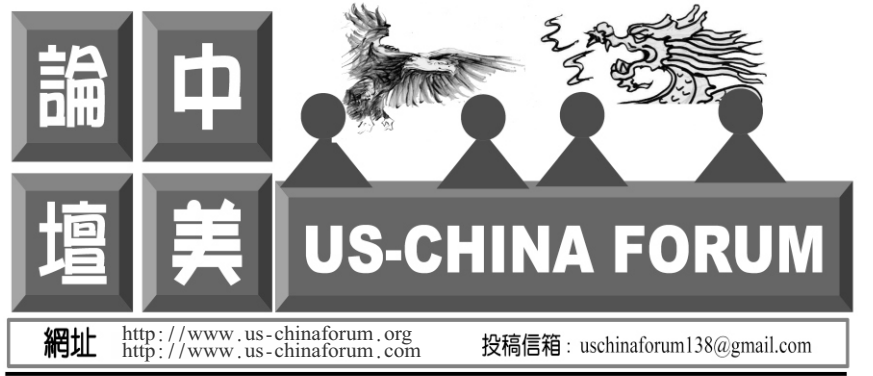 中美
論壇
US-CHINA FORUM
網址 http://www.us-chinaforum.org
http://www.us-chinaforum.com
投稿信箱：uschinaforum138@gmail.com